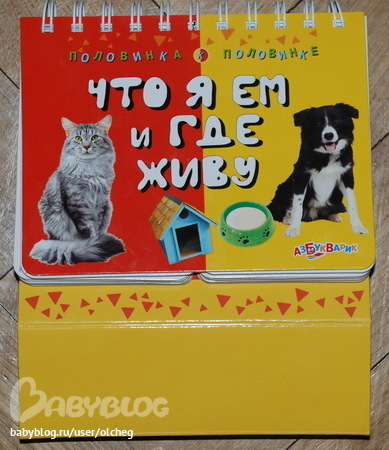 ПОЛОВИНКА К ПОЛОВИНКЕ
ЧТО Я ЕМ
И ГДЕ
ЖИВУ
АЗБУКВАРИК
BABYBLOG
babyblog.ru/user/olcheg